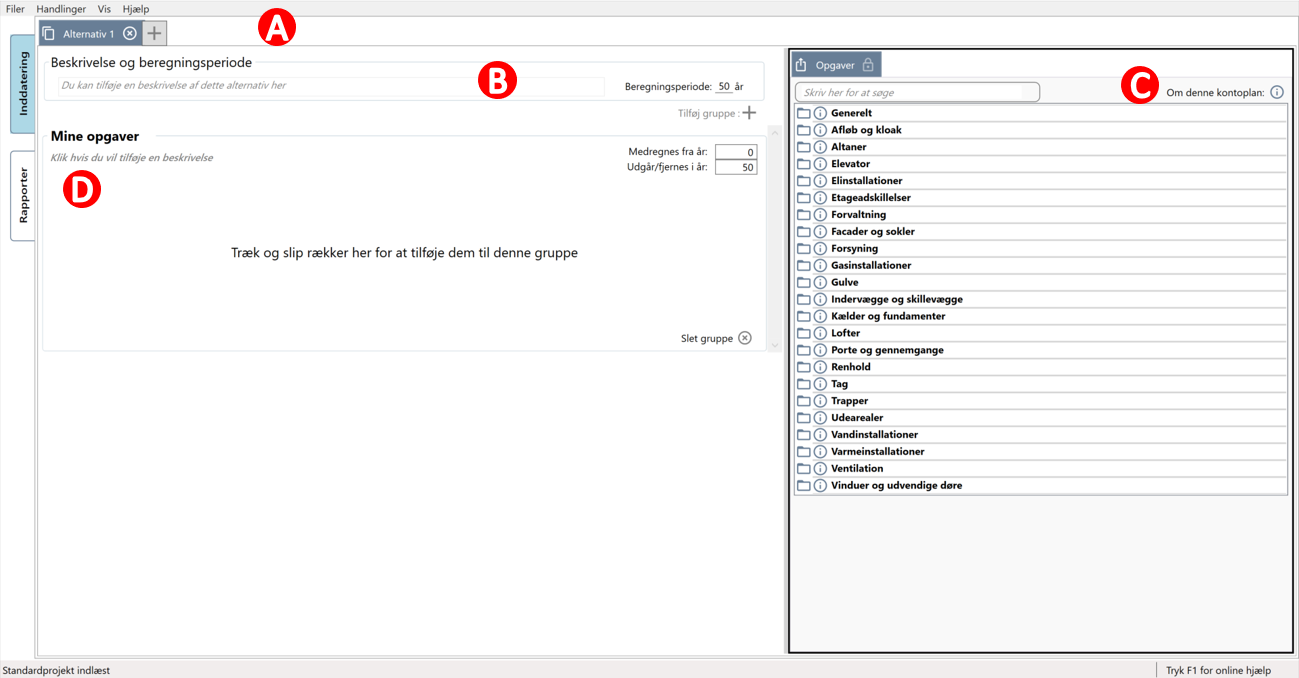 Filer Handlinger Vis Hjælp
A
Alternativ 1
Inddatering
Rapporter
Beskrivelse og beregningsperiode
B
Du kan tilføje en beskrivelse af dette alternativ her
Beregningsperiode: 50 år
Tilføj gruppe :
Mine opgaver
Klik hvis du vil tilføje en beskrivelse
Medregnes fra år: 0
Udgår/fjernes i år: 50
D
Træk og slip rækker her for at tilføje dem til denne gruppe
Slet gruppe
Opgaver
C
Skriv her for at søge
Om denne kontoplan:
Generelt
Afløb og kloak
Altaner
Elevator
Elinstallationer
Etageadskillelser
Forvaltning
Facader og sokler
Forsyning
Gasinstallationer
Gulve
Indervægge og skillevægge
Kælder og fundamenter
Lofter
Porte og gennemgange
Renhold
Tag
Trapper
Udearealer
Vandinstallationer
Varmeinstallationer
Ventilation
Vinduer og udvendige døre
Standardprojekt indlæst
Tryk F1 for online hjælp